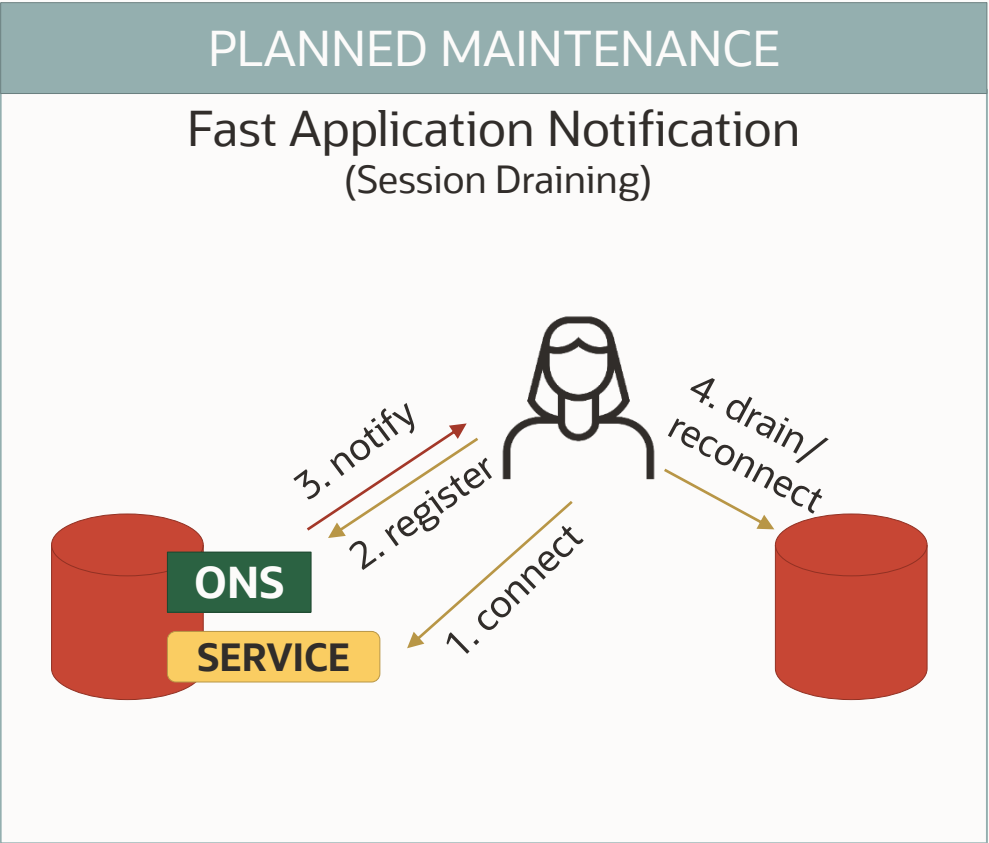 PLANNED MAINTENANCE
Fast Application Notification
(Session Draining)
3. notify
2. register
1. connect
4. drain/
reconnect
ONS
SERVICE